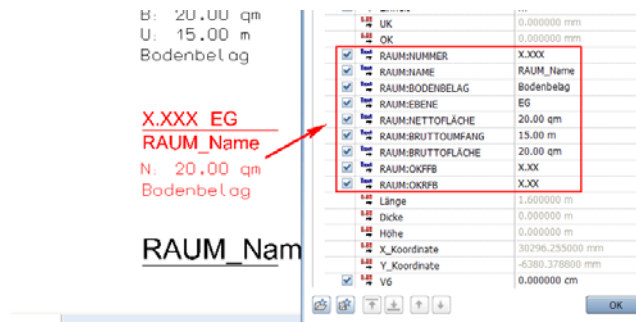 B: 20.00 qm
U: 15.00 m
Bodenbelag
X.XXX EG
RAUM_Name
N: 20.00 qm
Bodenbelag
RAUM_Nam
UK 0.000000 mm
OK 0.000000 mm
RAUM:NUMMER X.XXX
RAUM:NAME RAUM_Name
RAUM:BODENBELAG Bodenbelag
RAUM:EBENE EG
RAUM:NETTOFLÄCHE 20.00 qm
RAUM:BRUTTOUMFANG 15.00 m
RAUM:BRUTTOFLÄCHE 20.00 qm
RAUM:OKFFB X.XX
RAUM:OKRFB X.XX
Länge 1.600000 m
Dicke 0.000000 m
Höhe 0.000000 m
X_Koordinate 30296.255000 mm
Y_Koordinate -6380.378800 mm
V6 0.000000 cm
OK